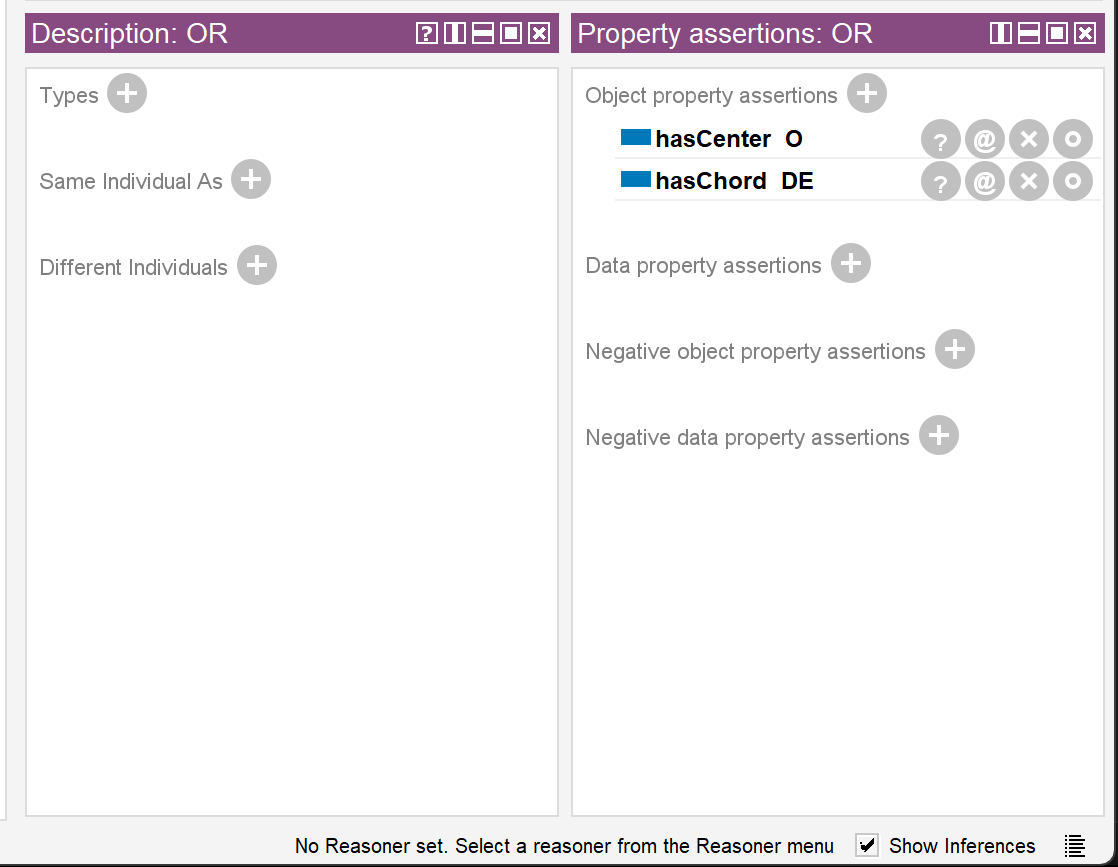 Description: OR
Types
Same Individual As
Different Individuals
Property assertions: OR
Object property assertions
hasCenter O
hasChord DE
Data property assertions
Negative object property assertions
Negative data property assertions
No Reasoner set. Select a reasoner from the Reasoner menu
Show Inferences